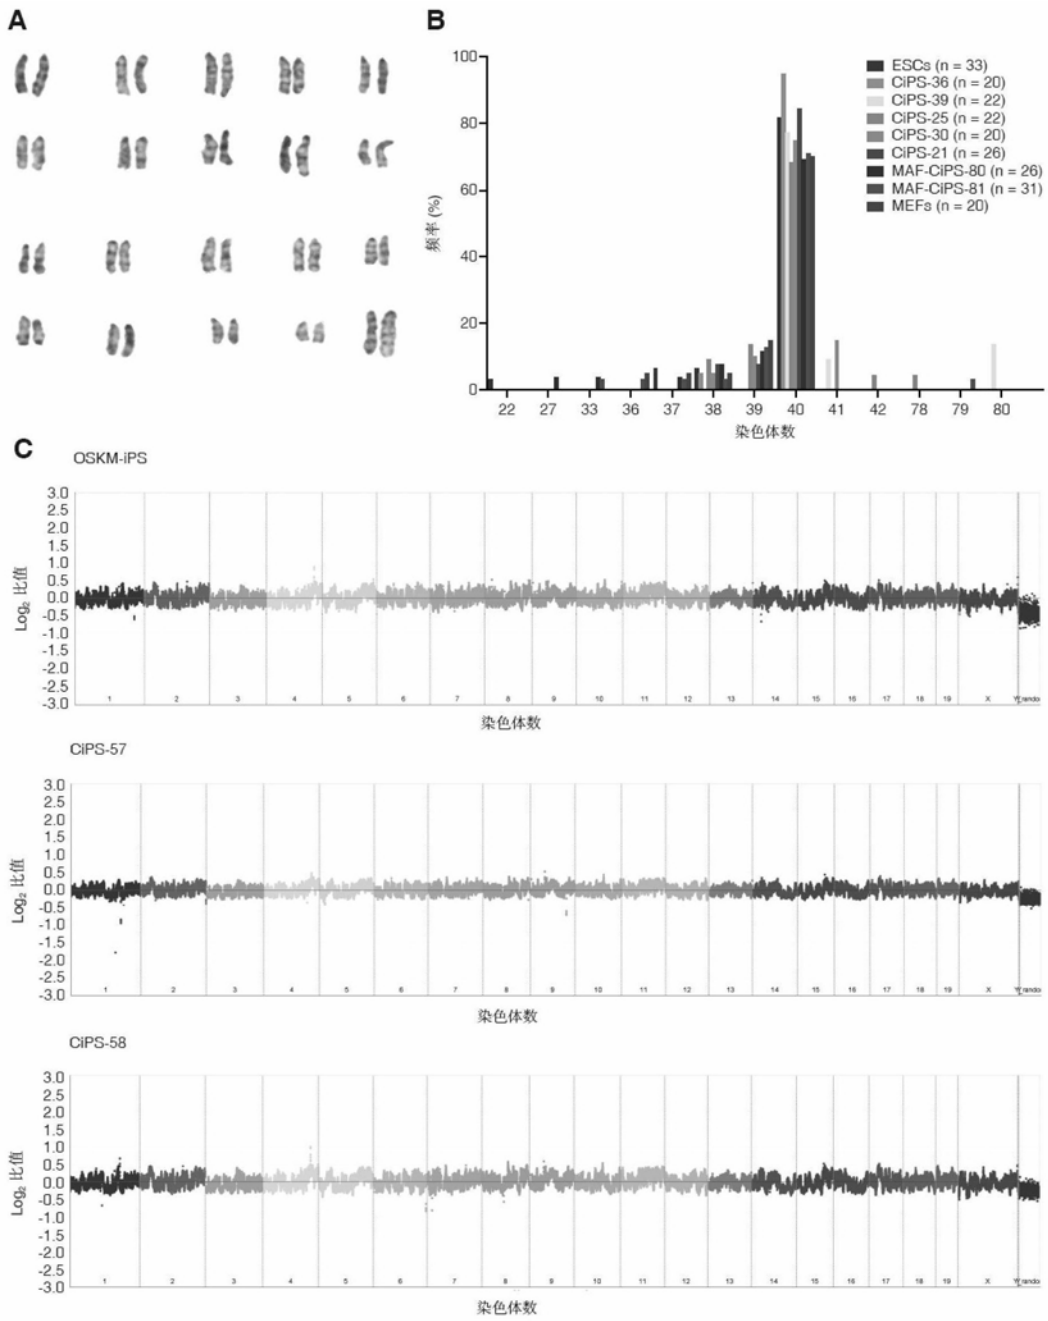 A
B
100
80
60
40
20
0
频率 (%)
ESCs (n = 33)
CiPS-36 (n = 20)
CiPS-39 (n = 22)
CiPS-25 (n = 22)
CiPS-30 (n = 20)
CiPS-21 (n = 26)
MAF-CiPS-80 (n = 26)
MAF-CiPS-81 (n = 31)
MEFs (n = 20)
22 27 33 36 37 38 39 40 41 42 78 79 80
染色体数
C
OSKM-iPS
3.0
2.5
2.0
1.5
1.0
0.5
0.0
-0.5
-1.0
-1.5
-2.0
-2.5
-3.0
Log2 比值
1 2 3 4 5 6 7 8 9 10 11 12 13 14 15 16 17 18 19 X Y_rando
染色体数
CiPS-57
3.0
2.5
2.0
1.5
1.0
0.5
0.0
-0.5
-1.0
-1.5
-2.0
-2.5
-3.0
Log2 比值
1 2 3 4 5 6 7 8 9 10 11 12 13 14 15 16 17 18 19 X Y_rando
染色体数
CiPS-58
3.0
2.5
2.0
1.5
1.0
0.5
0.0
-0.5
-1.0
-1.5
-2.0
-2.5
-3.0
Log2 比值
1 2 3 4 5 6 7 8 9 10 11 12 13 14 15 16 17 18 19 X Y_rando
染色体数